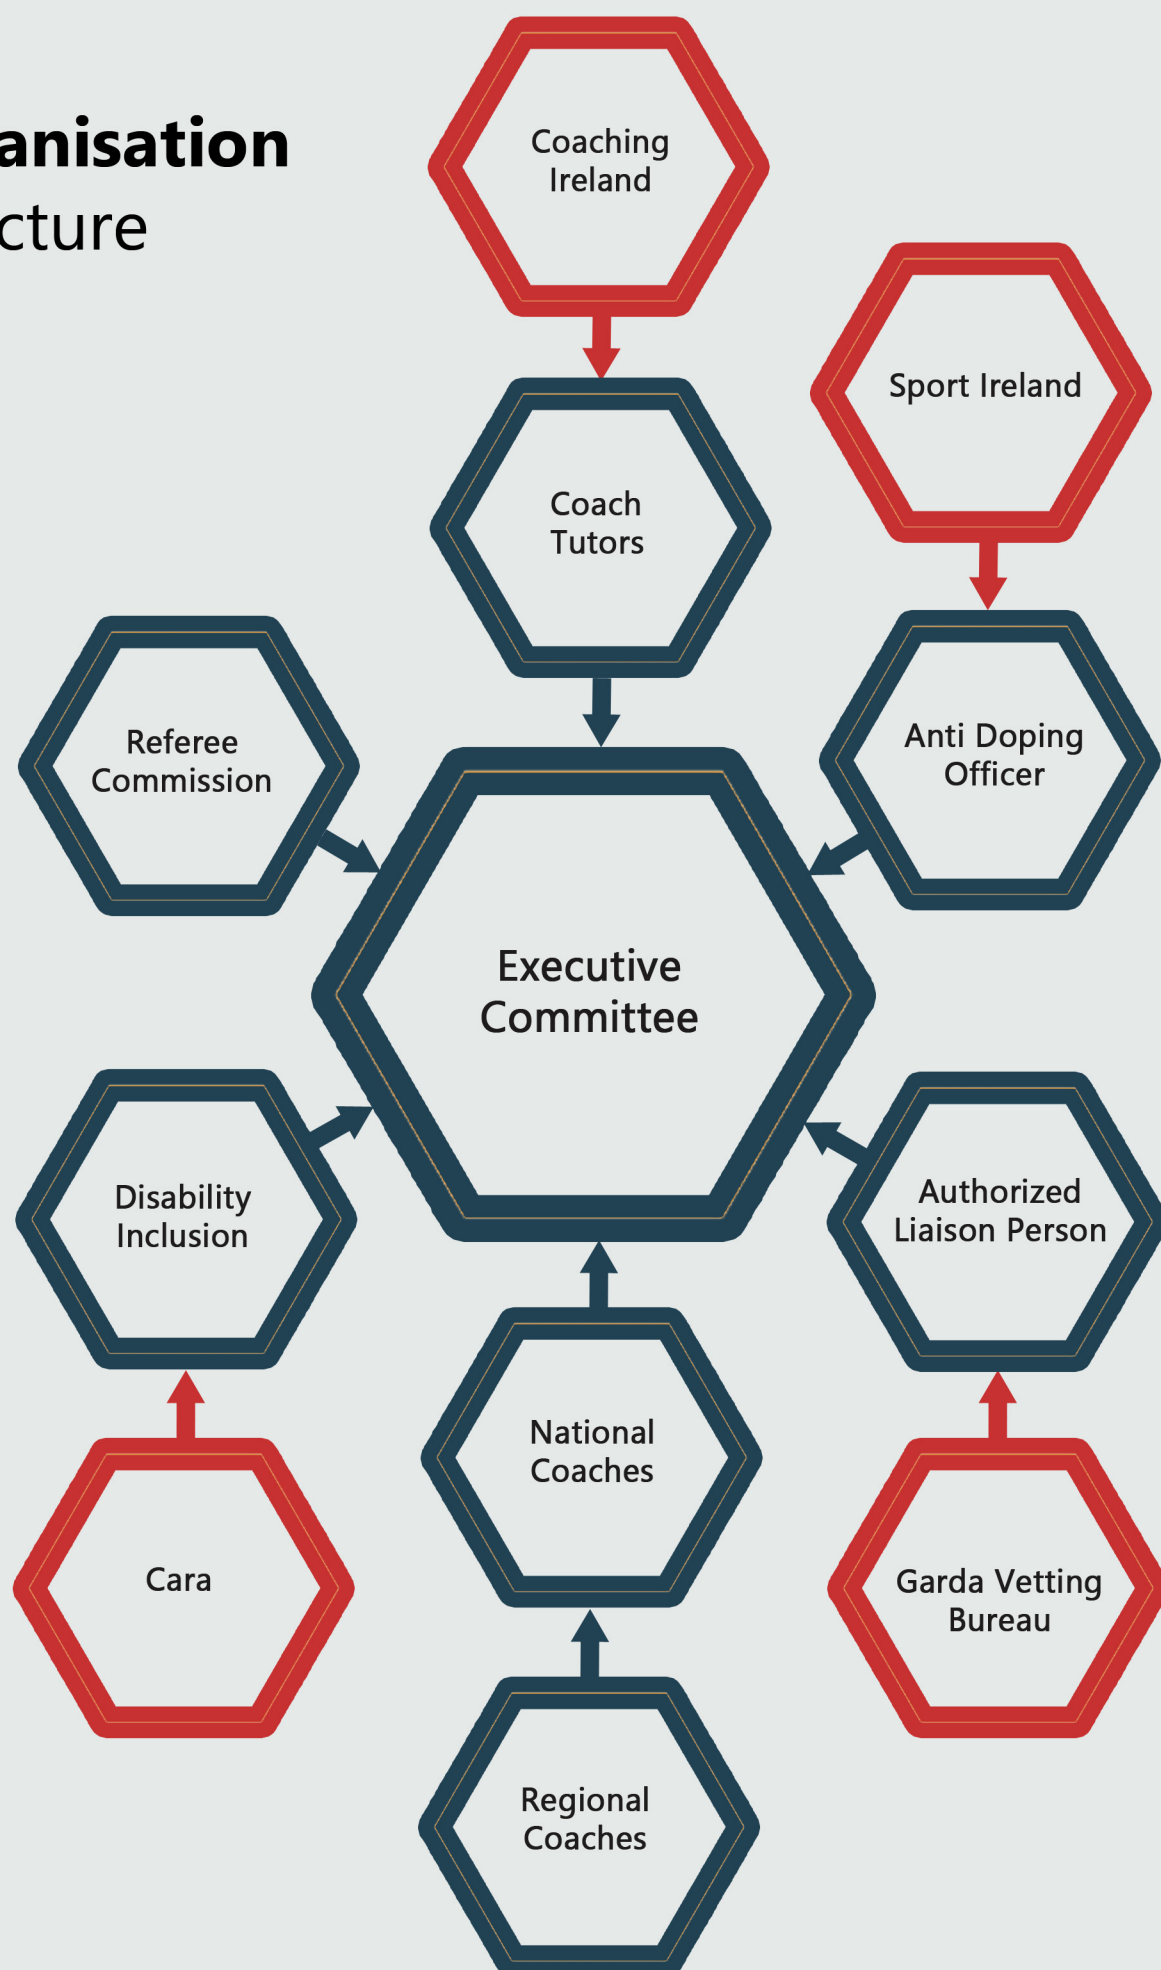 anisation
cture
Coaching
Ireland
Sport Ireland
Coach
Tutors
Referee
Commission
Anti Doping
Officer
Executive
Committee
Disability
Inclusion
Authorized
Liaison Person
National
Coaches
Cara
Garda Vetting
Bureau
Regional
Coaches